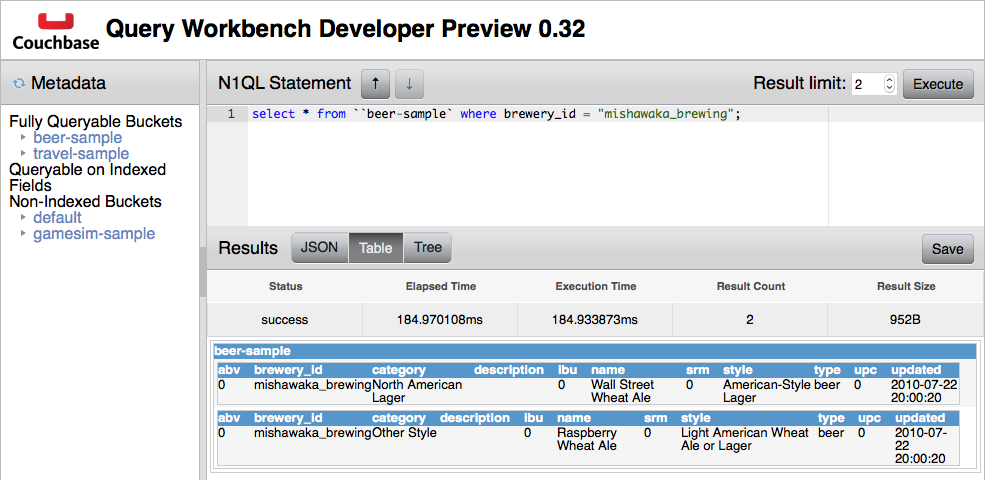 Couchbase
Query Workbench Developer Preview 0.32
Metadata
Fully Queryable Buckets
beer-sample
travel-sample
Queryable on Indexed
Fields
Non-Indexed Buckets
default
gamesim-sample
N1QL Statement ↑ ↓ Result limit: 2 Execute
1 select * from ``beer-sample` where brewery_id = "mishawaka_brewing";
Results JSON Table Tree Save
Status Elapsed Time Execution Time Result Count Result Size
success 184.970108ms 184.933873ms 2 952B
beer-sample
abv brewery_id category description ibu name srm style type upc updated
0 mishawaka_brewing North American 0 Wall Street 0 American-Style beer 0 2010-07-22
Lager Wheat Ale Lager 20:00:20
abv brewery_id category description ibu name srm style type upc updated
0 mishawaka_brewing Other Style 0 Raspberry 0 Light American Wheat beer 0 2010-07-
Wheat Ale Ale or Lager 22
20:00:20